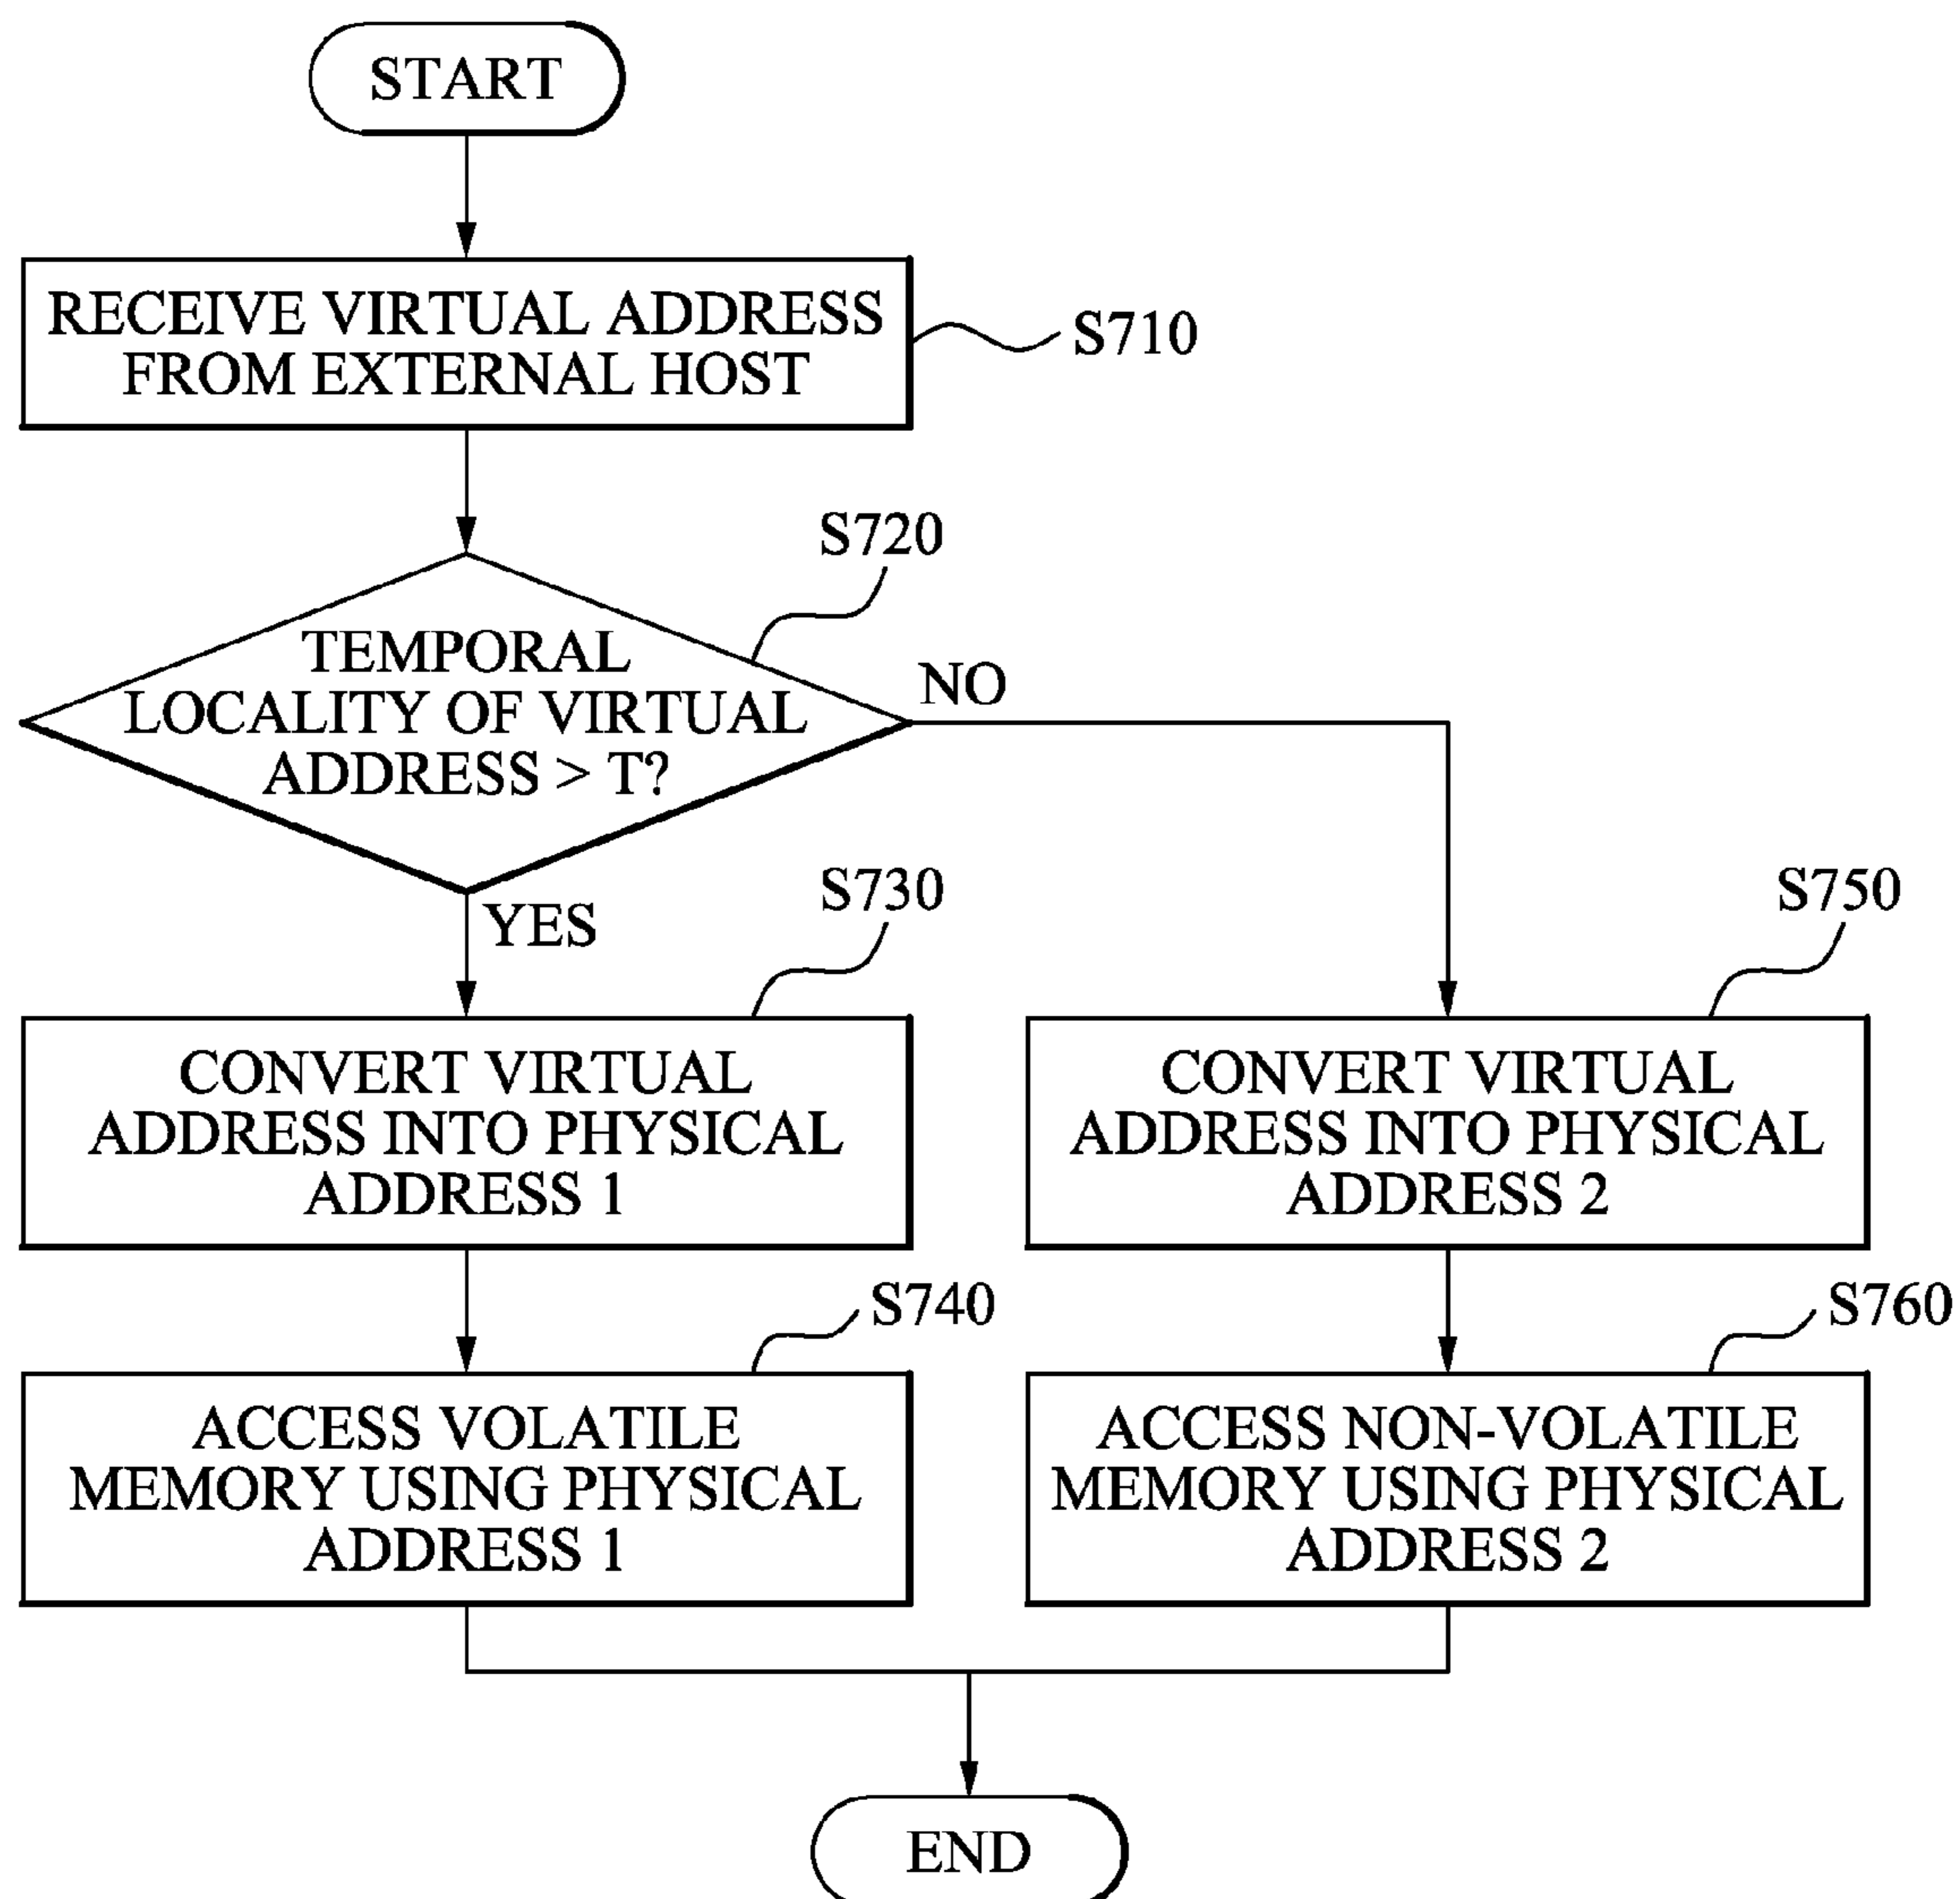 START
RECEIVE VIRTUAL ADDRESS
FROM EXTERNAL HOST
S710
S720
TEMPORAL
LOCALITY OF VIRTUAL
ADDRESS > T?
NO
YES
S730
CONVERT VIRTUAL
ADDRESS INTO PHYSICAL
ADDRESS 1
S750
CONVERT VIRTUAL
ADDRESS INTO PHYSICAL
ADDRESS 2
S740
ACCESS VOLATILE
MEMORY USING PHYSICAL
ADDRESS 1
S760
ACCESS NON-VOLATILE
MEMORY USING PHYSICAL
ADDRESS 2
END